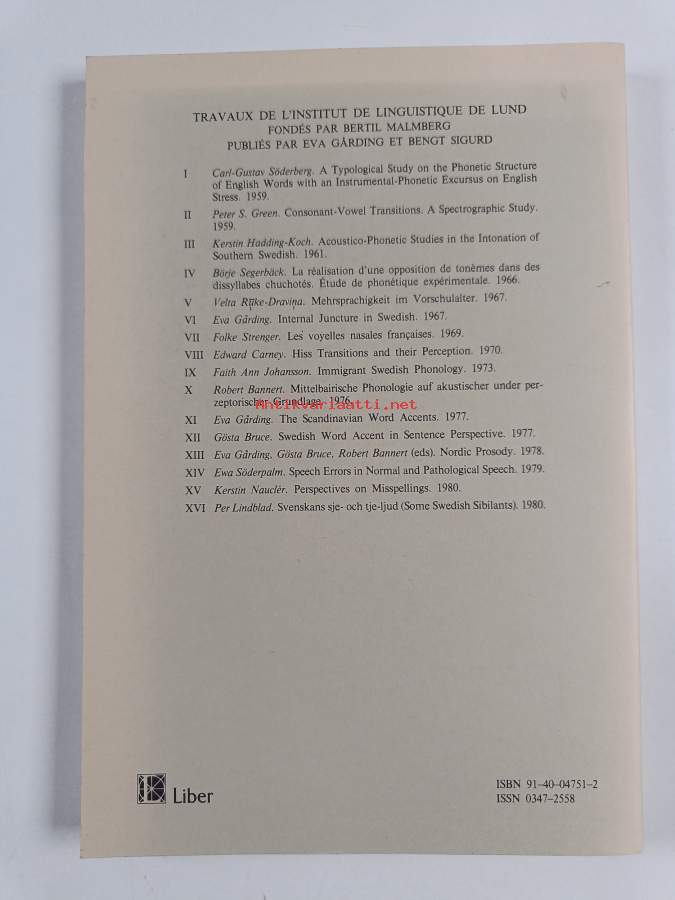 TRAVAUX DE L'INSTITUT DE LINGUISTIQUE DE LUND
FONDÉS PAR BERTIL MALMBERG
PUBLIÉS PAR EVA GÅRDING ET BENGT SIGURD
I Carl-Gustav Söderberg. A Typological Study on the Phonetic Structure
of English Words with an Instrumental-Phonetic Excursus on English
Stress. 1959.
II Peter S. Green. Consonant-Vowel Transitions. A Spectrographic Study.
1959.
III Kerstin Hadding-Koch. Acoustico-Phonetic Studies in the Intonation of
Southern Swedish. 1961.
IV Börje Segerbäck. La réalisation d'une opposition de tonèmes dans des
dissyllabes chuchotés. Étude de phonétique expérimentale. 1966.
V Velta Rūķe-Draviņa. Mehrsprachigkeit im Vorschulalter. 1967.
VI Eva Gårding. Internal Juncture in Swedish. 1967.
VII Folke Strenger. Les voyelles nasales françaises. 1969.
VIII Edward Carney. Hiss Transitions and their Perception. 1970.
IX Faith Ann Johansson. Immigrant Swedish Phonology. 1973.
X Robert Bannert. Mittelbairische Phonologie auf akustischer under per-
zeptorischer Grundlage. 1976.
Antikvariaatti.net
XI Eva Gårding. The Scandinavian Word Accents. 1977.
XII Gösta Bruce. Swedish Word Accent in Sentence Perspective. 1977.
XIII Eva Gårding, Gösta Bruce, Robert Bannert (eds). Nordic Prosody. 1978.
XIV Ewa Söderpalm. Speech Errors in Normal and Pathological Speech. 1979.
XV Kerstin Nauclér. Perspectives on Misspellings. 1980.
XVI Per Lindblad. Svenskans sje- och tje-ljud (Some Swedish Sibilants). 1980.
Liber
ISBN 91-40-04751-2
ISSN 0347-2558